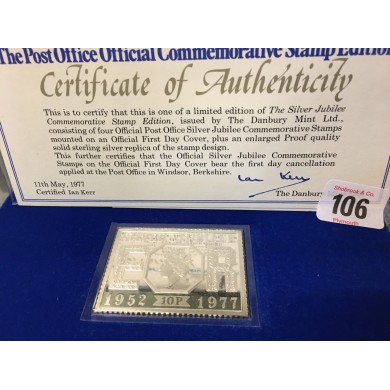 The Post Office Official Commemorative Stamp Edition
Certificate of Authenticity
This is to certify that this is one of a limited edition of The Silver Jubilee
Commemorative Stamp Edition, issued by The Danbury Mint Ltd.,
consisting of four Official Post Office Silver Jubilee Commemorative Stamps
mounted on an Official First Day Cover, plus an enlarged Proof quality
solid sterling silver replica of the stamp design.
This further certifies that the Official Silver Jubilee Commemorative
Stamps on the Official First Day Cover bear the first day cancellation
applied at the Post Office in Windsor, Berkshire.
Ian Kerr
11th May, 1977
Certified Ian Kerr
The Danbury
106
Plymouth
1952 10P 1977